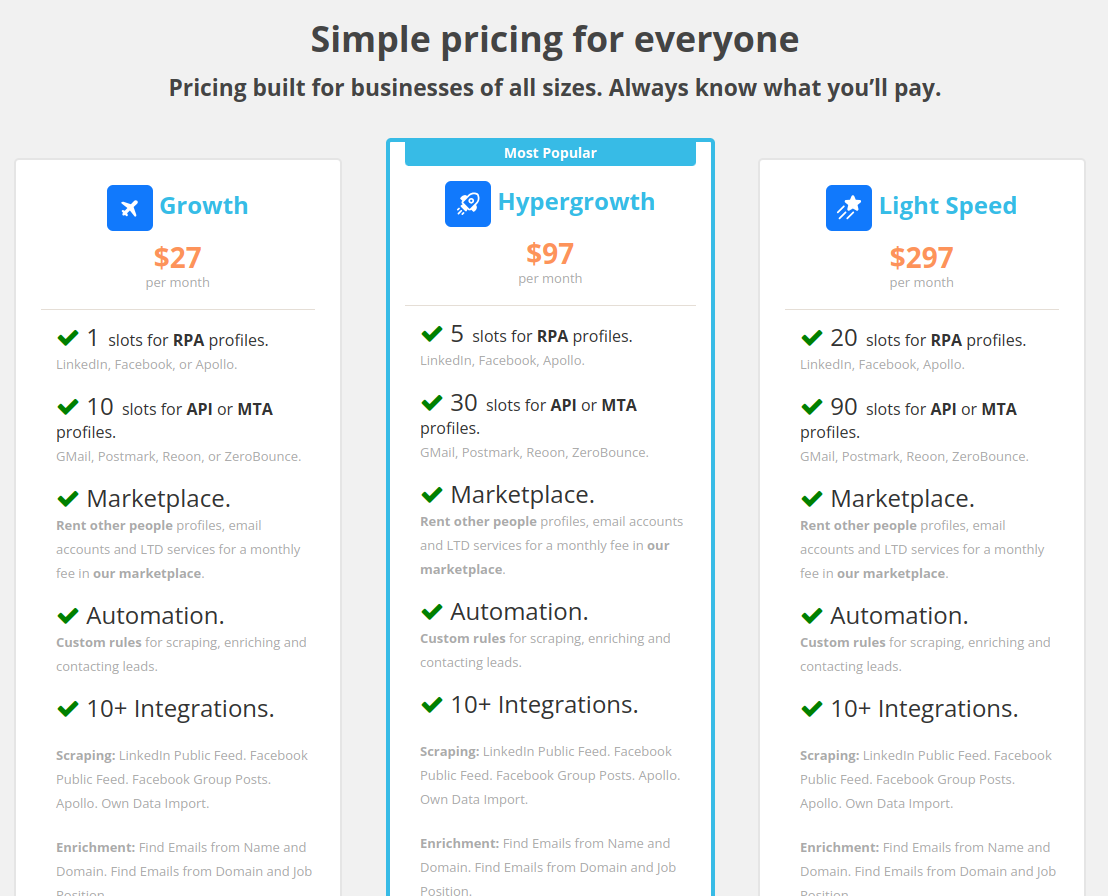 Simple pricing for everyone
Pricing built for businesses of all sizes. Always know what you’ll pay.
Growth
$27
per month
1 slots for RPA profiles.
LinkedIn, Facebook, or Apollo.
10 slots for API or MTA
profiles.
GMail, Postmark, Reoon, or ZeroBounce.
Marketplace.
Rent other people profiles, email
accounts and LTD services for a monthly
fee in our marketplace.
Automation.
Custom rules for scraping, enriching and
contacting leads.
10+ Integrations.
Scraping: LinkedIn Public Feed. Facebook
Public Feed. Facebook Group Posts.
Apollo. Own Data Import.
Enrichment: Find Emails from Name and
Domain. Find Emails from Domain and Job
Position.
Most Popular
Hypergrowth
$97
per month
5 slots for RPA profiles.
LinkedIn, Facebook, Apollo.
30 slots for API or MTA
profiles.
GMail, Postmark, Reoon, ZeroBounce.
Marketplace.
Rent other people profiles, email accounts
and LTD services for a monthly fee in our
marketplace.
Automation.
Custom rules for scraping, enriching and
contacting leads.
10+ Integrations.
Scraping: LinkedIn Public Feed. Facebook
Public Feed. Facebook Group Posts. Apollo.
Own Data Import.
Enrichment: Find Emails from Name and
Domain. Find Emails from Domain and Job
Position.
Light Speed
$297
per month
20 slots for RPA profiles.
LinkedIn, Facebook, Apollo.
90 slots for API or MTA
profiles.
GMail, Postmark, Reoon, ZeroBounce.
Marketplace.
Rent other people profiles, email
accounts and LTD services for a monthly
fee in our marketplace.
Automation.
Custom rules for scraping, enriching and
contacting leads.
10+ Integrations.
Scraping: LinkedIn Public Feed. Facebook
Public Feed. Facebook Group Posts.
Apollo. Own Data Import.
Enrichment: Find Emails from Name and
Domain. Find Emails from Domain and Job
Position.